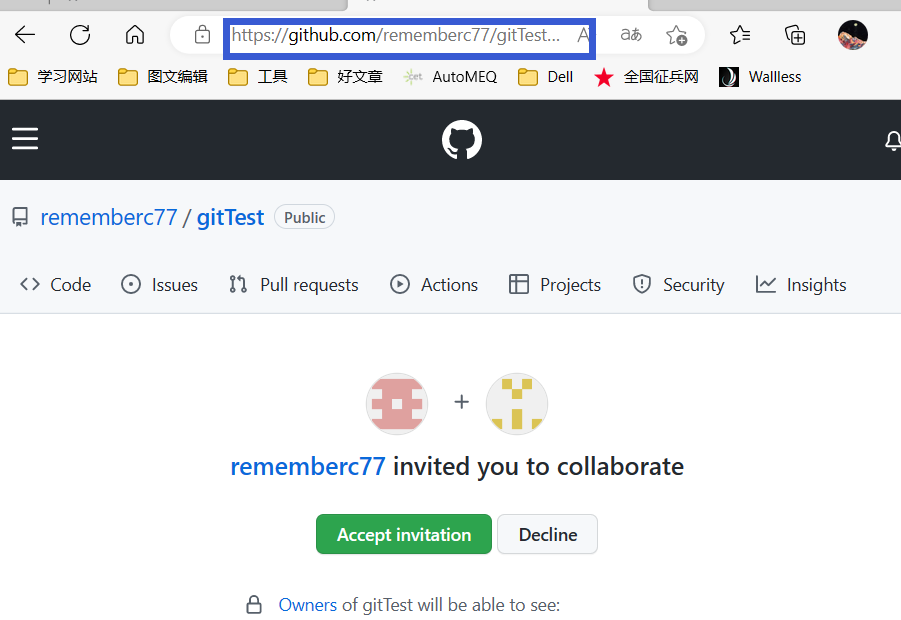 https://github.com/rememberc77/gitTest... A
aあ
学习网站 图文编辑 工具 好文章 AutoMEQ Dell 全国征兵网 Wallless
rememberc77 / gitTest Public
Code Issues Pull requests Actions Projects Security Insights
rememberc77 invited you to collaborate
Accept invitation Decline
Owners of gitTest will be able to see: